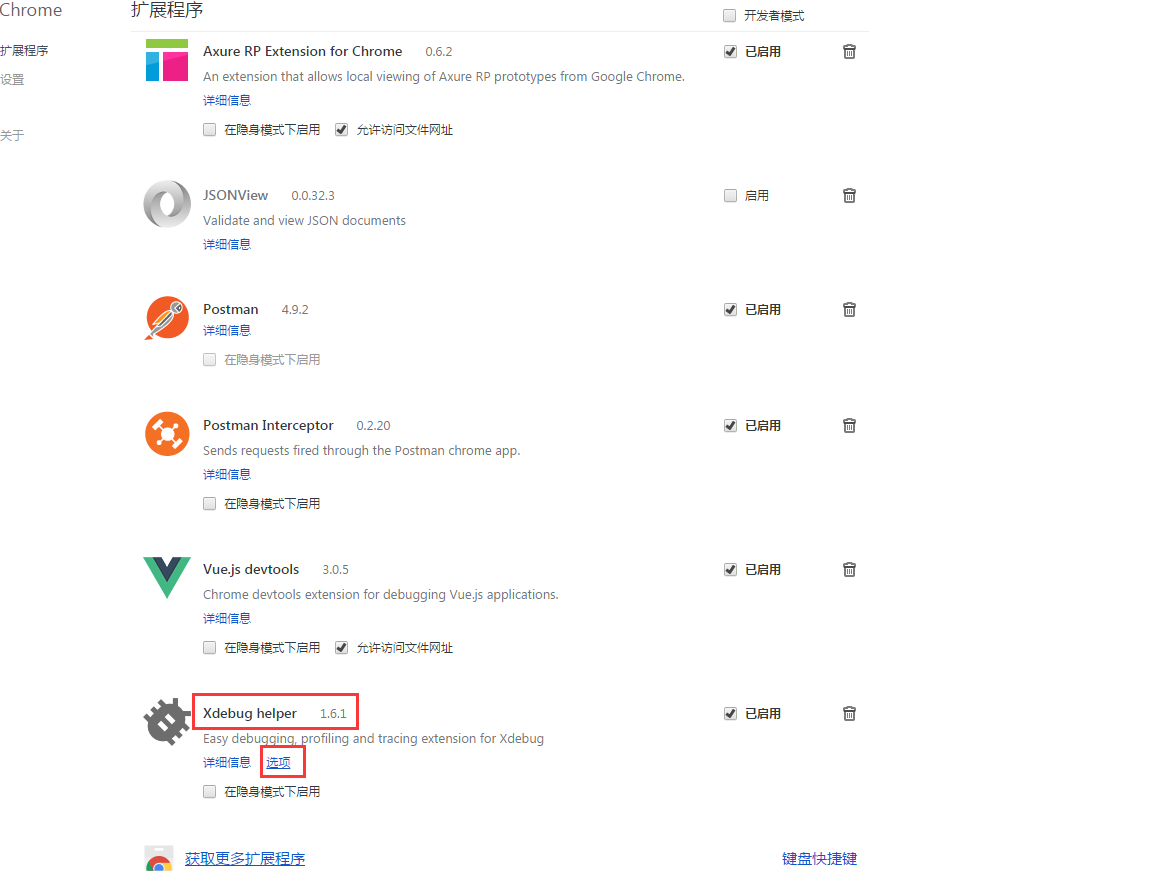 Chrome
扩展程序
开发者模式
扩展程序
设置
关于
Axure RP Extension for Chrome 0.6.2
已启用
An extension that allows local viewing of Axure RP prototypes from Google Chrome.
详细信息
在隐身模式下启用 允许访问文件网址
JSONView 0.0.32.3
启用
Validate and view JSON documents
详细信息
Postman 4.9.2
已启用
详细信息
在隐身模式下启用
Postman Interceptor 0.2.20
已启用
Sends requests fired through the Postman chrome app.
详细信息
在隐身模式下启用
Vue.js devtools 3.0.5
已启用
Chrome devtools extension for debugging Vue.js applications.
详细信息
在隐身模式下启用 允许访问文件网址
Xdebug helper 1.6.1
已启用
Easy debugging, profiling and tracing extension for Xdebug
详细信息 选项
在隐身模式下启用
获取更多扩展程序
键盘快捷键